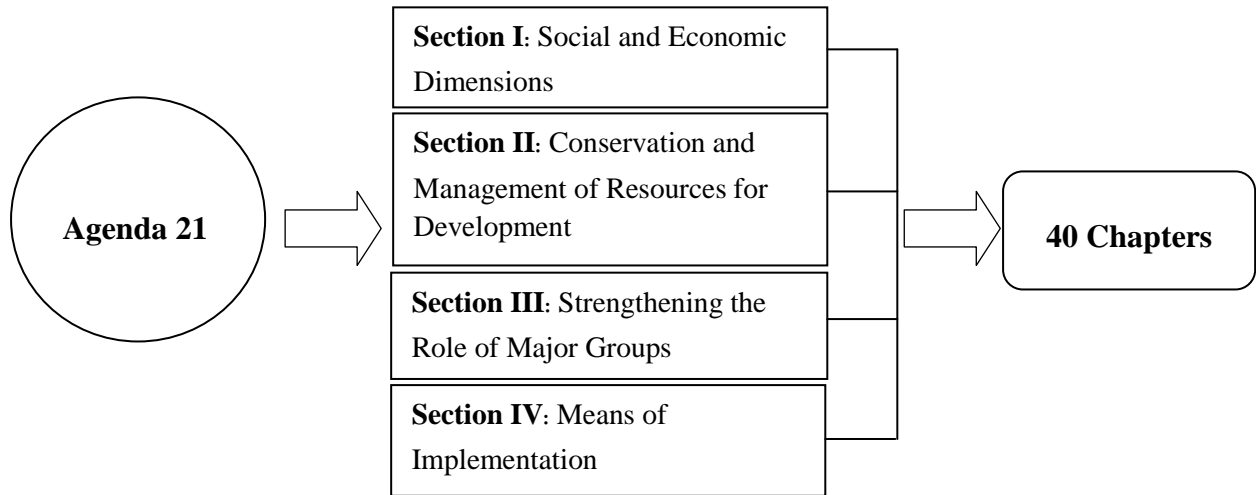 Agenda 21
Section I: Social and Economic
Dimensions
Section II: Conservation and
Management of Resources for
Development
Section III: Strengthening the
Role of Major Groups
Section IV: Means of
Implementation
40 Chapters